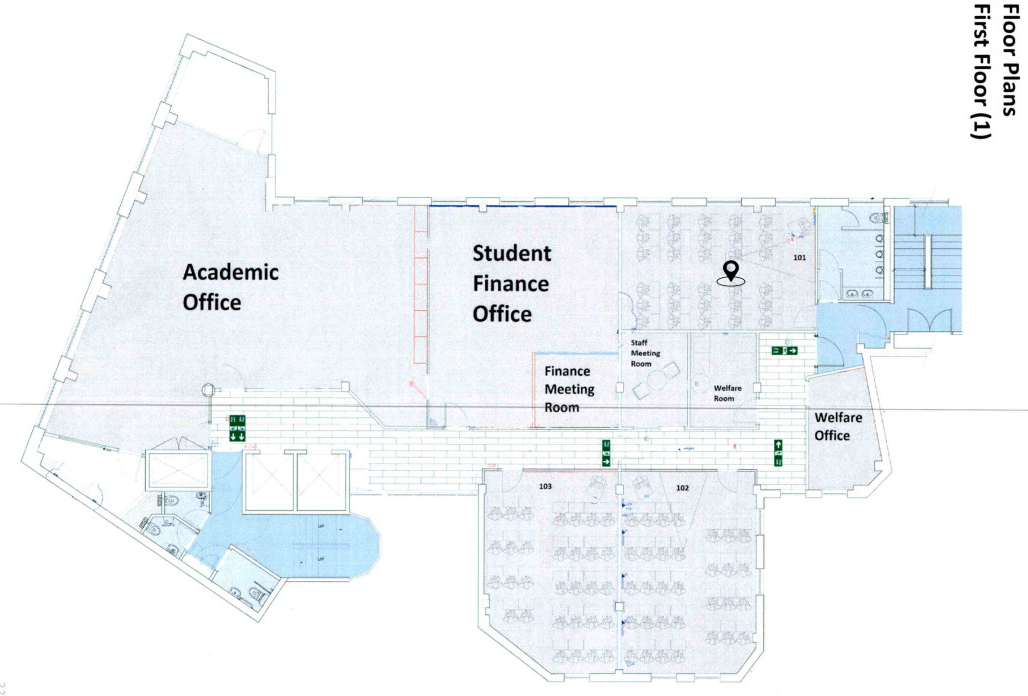 Floor Plans
First Floor (1)
Academic
Office
Student
Finance
Office
101
Staff
Meeting
Room
Finance
Meeting
Room
Welfare
Room
Welfare
Office
103
102